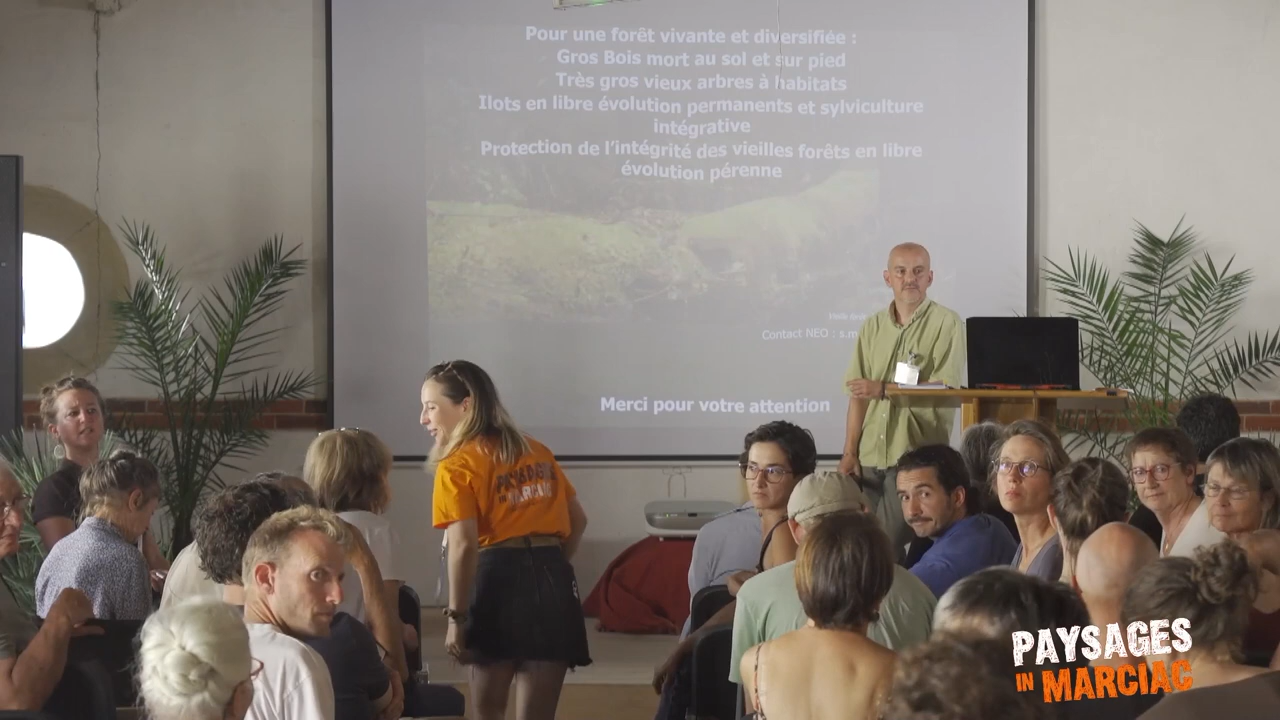 Pour une forêt vivante et diversifiée :
Gros Bois mort au sol et sur pied
Très gros vieux arbres à habitats
Ilots en libre évolution permanents et sylviculture
intégrative
Protection de l'intégrité des vieilles forêts en libre
évolution pérenne
Contact NEO : s.m
Merci pour votre attention
PAYSAGES
IN MARCIAC
PAYSAGES
IN MARCIAC